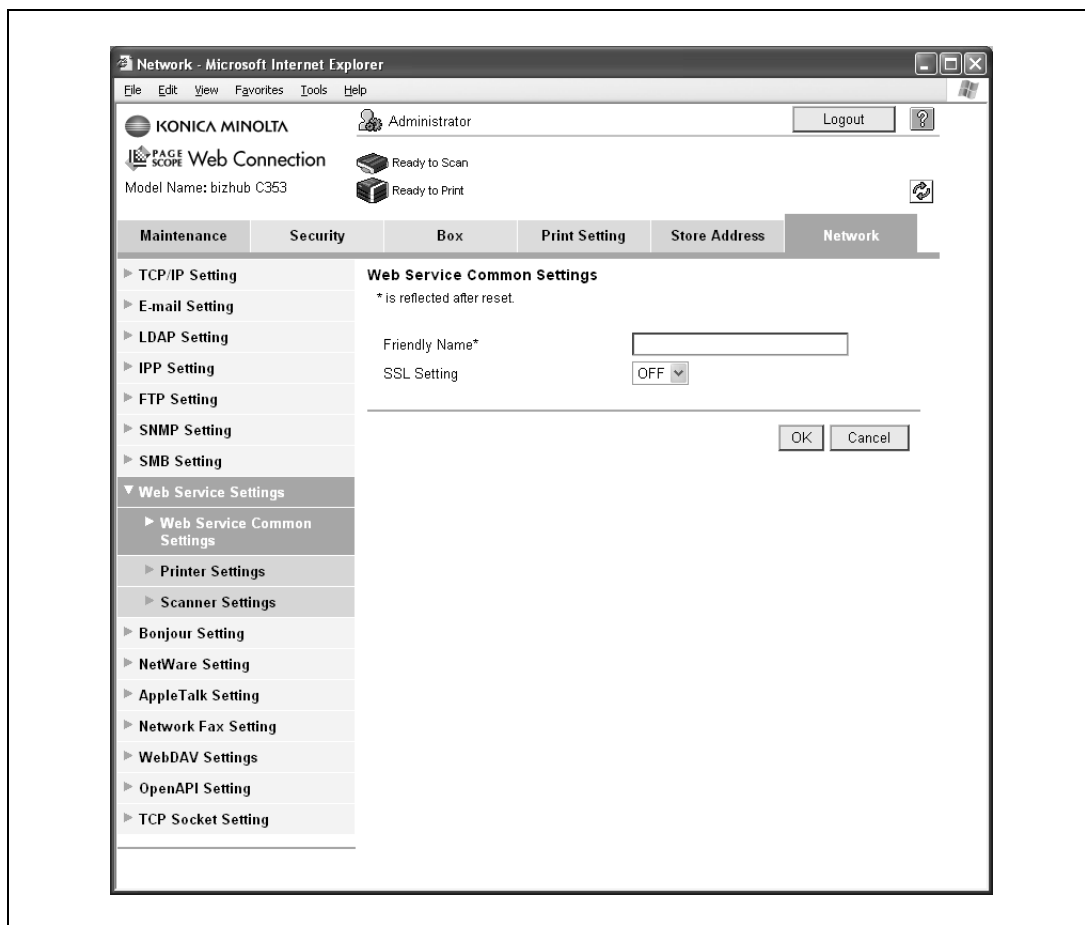 Network - Microsoft Internet Explorer
File Edit View Favorites Tools Help
KONICA MINOLTA
Administrator
Logout
?
PAGE SCOPE Web Connection
Ready to Scan
Model Name: bizhub C353
Ready to Print
Maintenance Security Box Print Setting Store Address Network
TCP/IP Setting
E-mail Setting
LDAP Setting
IPP Setting
FTP Setting
SNMP Setting
SMB Setting
Web Service Settings
Web Service Common
Settings
Printer Settings
Scanner Settings
Bonjour Setting
NetWare Setting
AppleTalk Setting
Network Fax Setting
WebDAV Settings
OpenAPI Setting
TCP Socket Setting
Web Service Common Settings
* is reflected after reset.
Friendly Name*
SSL Setting OFF
OK Cancel